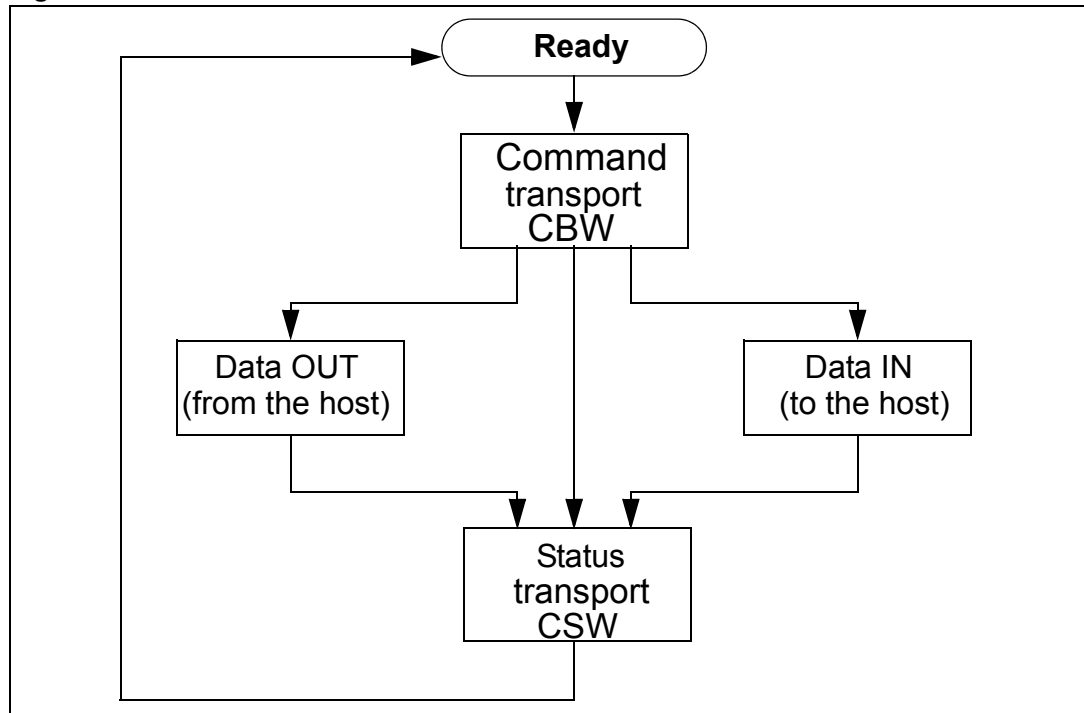 Ready
Command
transport
CBW
Data OUT
(from the host)
Data IN
(to the host)
Status
transport
CSW